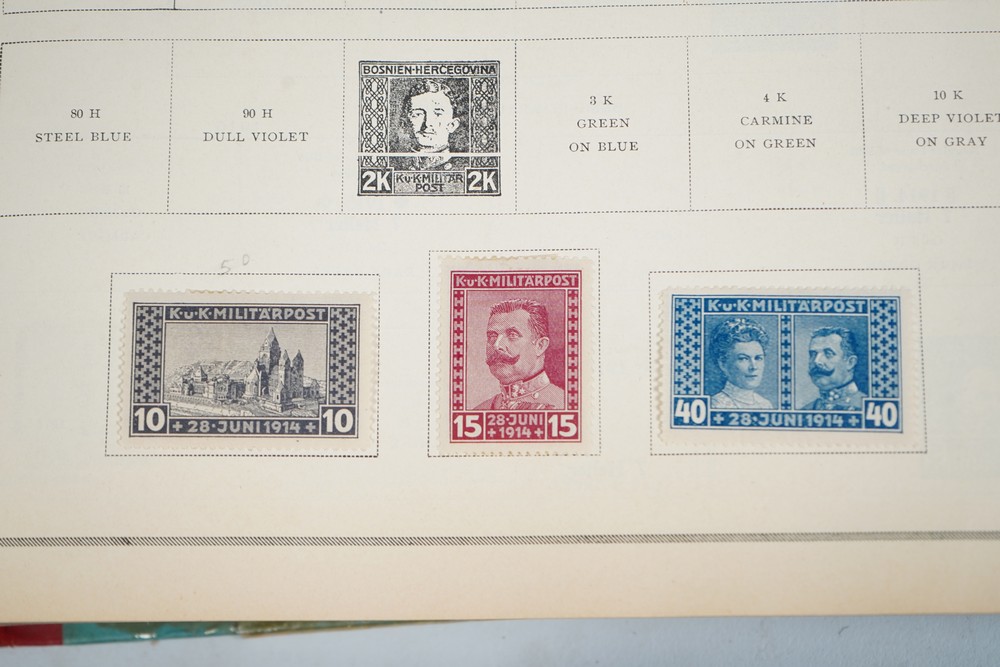 80 H
STEEL BLUE
90 H
DULL VIOLET
BOSNIEN-HERCEGOVINA
2K K.u.K.MILITÄR 2K
POST
3 K
GREEN
ON BLUE
4 K
CARMINE
ON GREEN
10 K
DEEP VIOLET
ON GRAY
50
K.u.K.MILITÄRPOST
10 + 28·JUNI 1914 + 10
K.u.K.MILITÄRPOST
15 28·JUNI 15
+ 1914 +
K.u.K.MILITÄRPOST
40 + 28·JUNI 1914 + 40